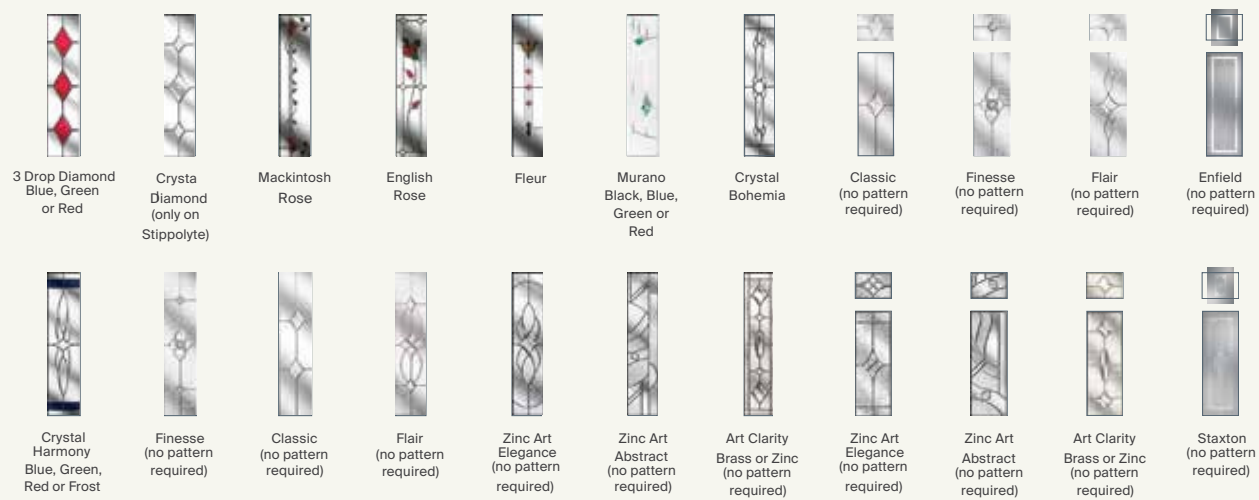 3 Drop Diamond
Blue, Green
or Red
Crysta
Diamond
(only on
Stippolyte)
Mackintosh
Rose
English
Rose
Fleur
Murano
Black, Blue,
Green or
Red
Crystal
Bohemia
Classic
(no pattern
required)
Finesse
(no pattern
required)
Flair
(no pattern
required)
Enfield
(no pattern
required)
Crystal
Harmony
Blue, Green,
Red or Frost
Finesse
(no pattern
required)
Classic
(no pattern
required)
Flair
(no pattern
required)
Zinc Art
Elegance
(no pattern
required)
Zinc Art
Abstract
(no pattern
required)
Art Clarity
Brass or Zinc
(no pattern
required)
Zinc Art
Elegance
(no pattern
required)
Zinc Art
Abstract
(no pattern
required)
Art Clarity
Brass or Zinc
(no pattern
required)
Staxton
(no pattern
required)